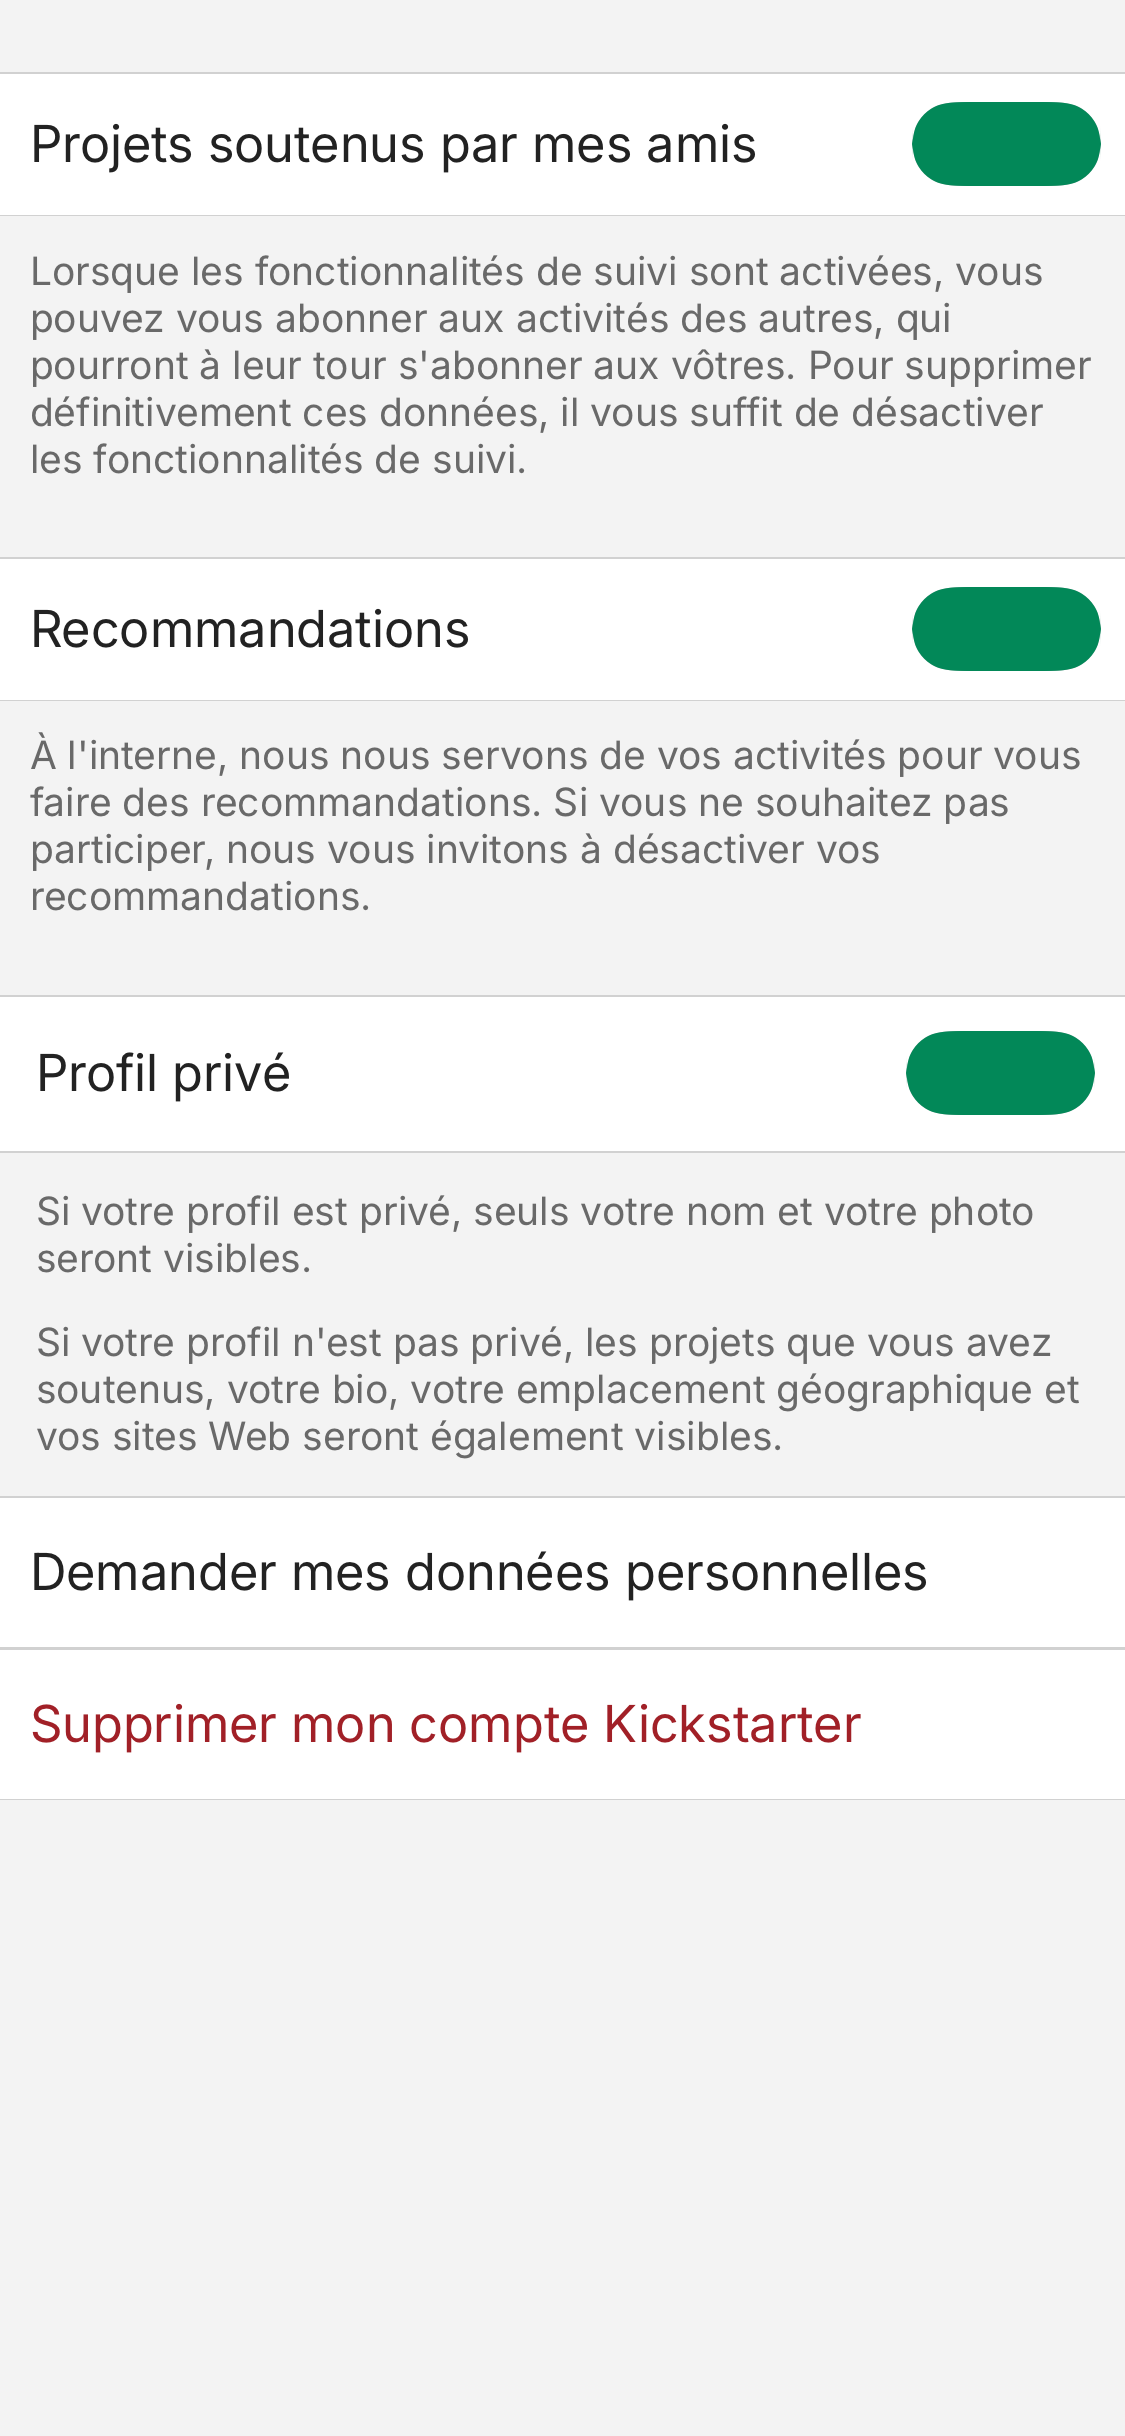 Projets soutenus par mes amis
Lorsque les fonctionnalités de suivi sont activées, vous
pouvez vous abonner aux activités des autres, qui
pourront à leur tour s'abonner aux vôtres. Pour supprimer
définitivement ces données, il vous suffit de désactiver
les fonctionnalités de suivi.
Recommandations
À l'interne, nous nous servons de vos activités pour vous
faire des recommandations. Si vous ne souhaitez pas
participer, nous vous invitons à désactiver vos
recommandations.
Profil privé
Si votre profil est privé, seuls votre nom et votre photo
seront visibles.
Si votre profil n'est pas privé, les projets que vous avez
soutenus, votre bio, votre emplacement géographique et
vos sites Web seront également visibles.
Demander mes données personnelles
Supprimer mon compte Kickstarter